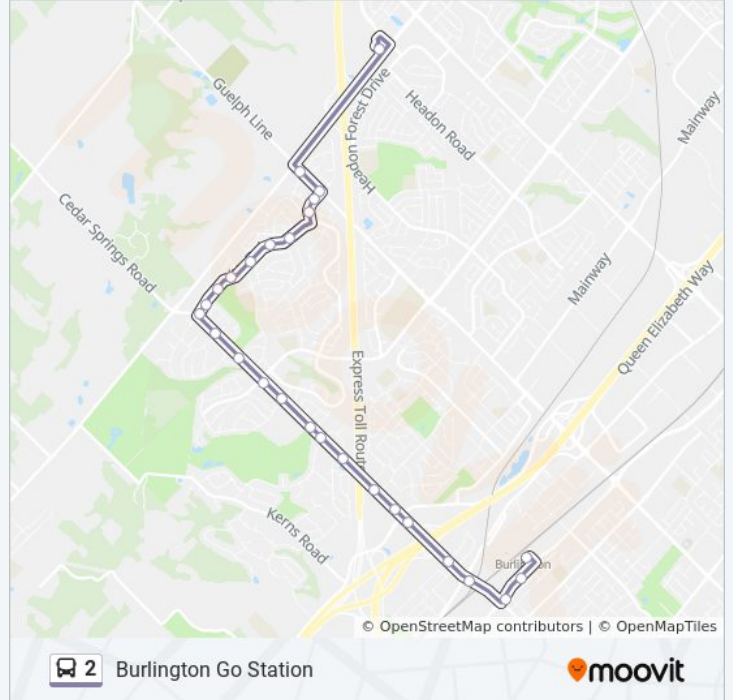 Guelph Line
Headon Forest Drive
Headon Road
Mainway
Cedar Springs Road
Mainway
Queen Elizabeth Way
Express Toll Route
Kerns Road
© OpenStreetMap contributors | © OpenMapTiles
2 Burlington Go Station
moovit